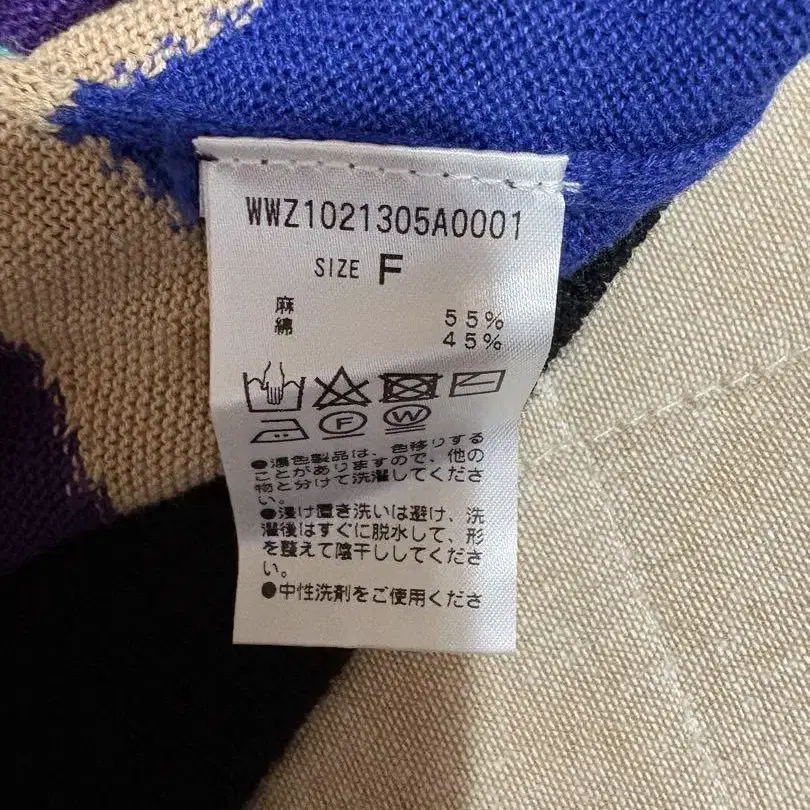 WWZ1021305A0001
SIZE F
麻 55%
綿 45%
F W
●濃色製品は、色移りする
ことがありますので、他の
物と分けて洗濯してくださ
い。
●浸け置き洗いは避け、洗
濯後はすぐに脱水して、形
を整えて陰干ししてくださ
い。
●中性洗剤をご使用くださ